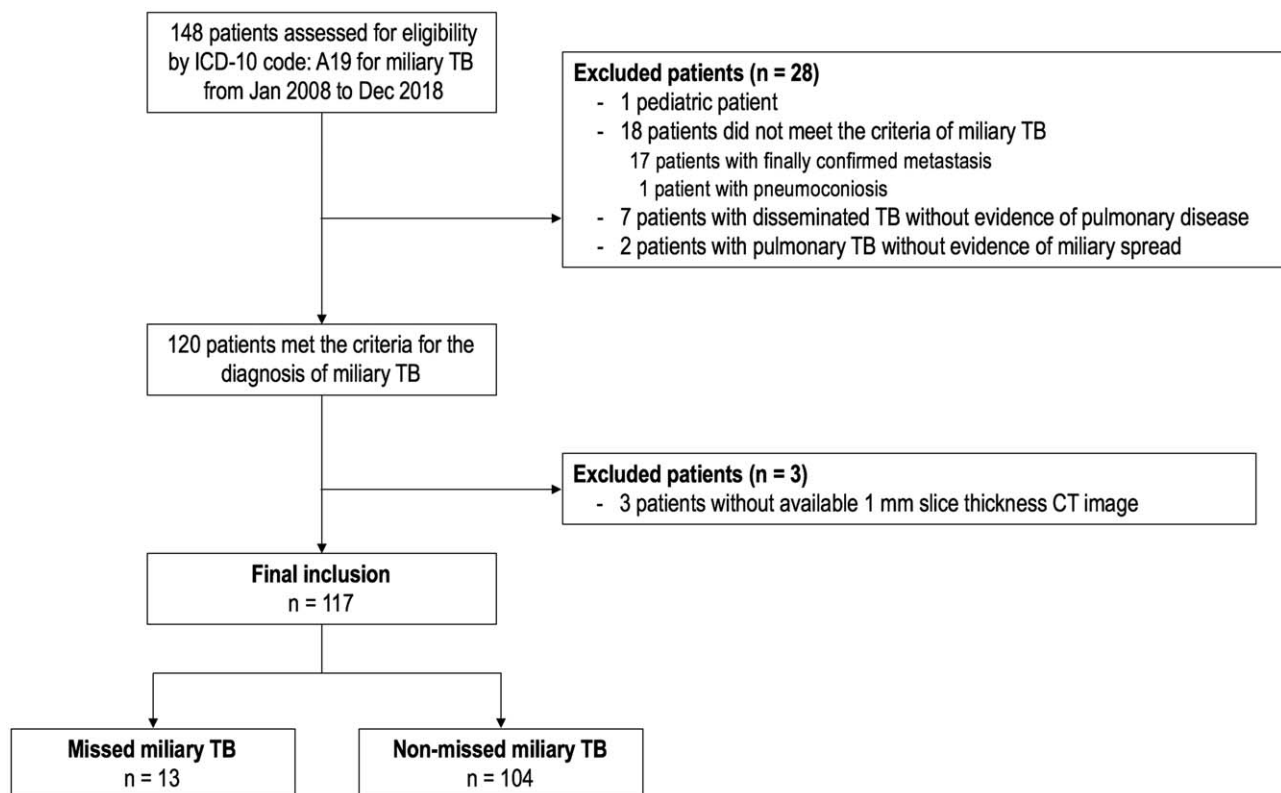 148 patients assessed for eligibility
by ICD-10 code: A19 for miliary TB
from Jan 2008 to Dec 2018
Excluded patients (n = 28)
- 1 pediatric patient
- 18 patients did not meet the criteria of miliary TB
17 patients with finally confirmed metastasis
1 patient with pneumoconiosis
- 7 patients with disseminated TB without evidence of pulmonary disease
- 2 patients with pulmonary TB without evidence of miliary spread
120 patients met the criteria for the
diagnosis of miliary TB
Excluded patients (n = 3)
- 3 patients without available 1 mm slice thickness CT image
Final inclusion
n = 117
Missed miliary TB
n = 13
Non-missed miliary TB
n = 104